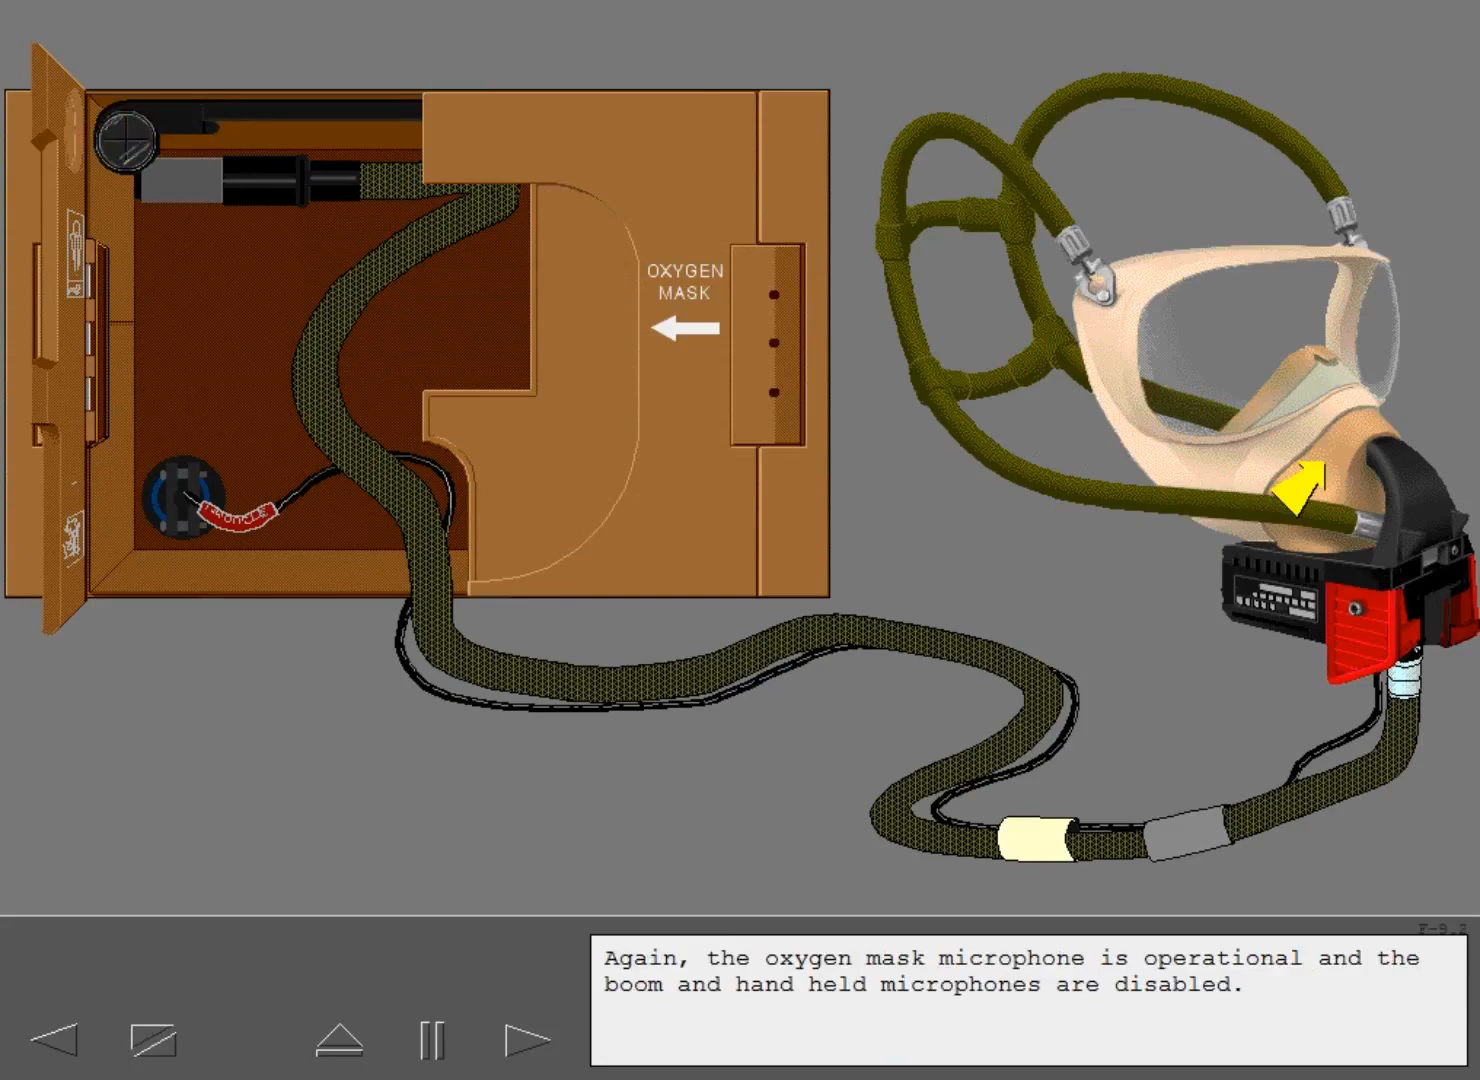 OXYGEN
MASK
Again, the oxygen mask microphone is operational and the
boom and hand held microphones are disabled.